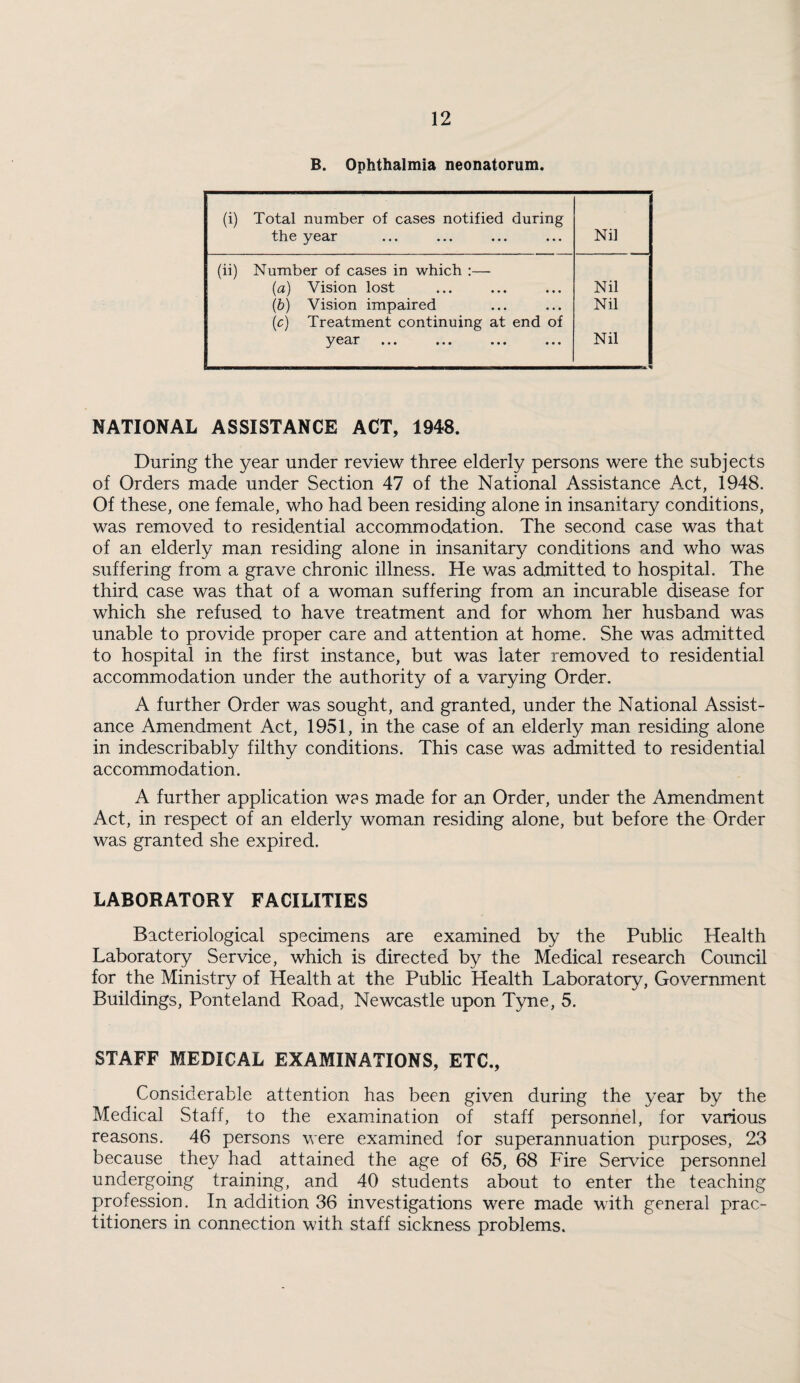 12
B. Ophthalmia neonatorum.
(i) Total number of cases notified during
the year ... ... ... ... Nil
(ii) Number of cases in which :—
(a) Vision lost ... ... ... Nil
(b) Vision impaired ... ... Nil
(c) Treatment continuing at end of
year ... ... ... ... Nil
NATIONAL ASSISTANCE ACT, 1948.
During the year under review three elderly persons were the subjects
of Orders made under Section 47 of the National Assistance Act, 1948.
Of these, one female, who had been residing alone in insanitary conditions,
was removed to residential accommodation. The second case was that
of an elderly man residing alone in insanitary conditions and who was
suffering from a grave chronic illness. He was admitted to hospital. The
third case was that of a woman suffering from an incurable disease for
which she refused to have treatment and for whom her husband was
unable to provide proper care and attention at home. She was admitted
to hospital in the first instance, but was later removed to residential
accommodation under the authority of a varying Order.
A further Order was sought, and granted, under the National Assist-
ance Amendment Act, 1951, in the case of an elderly man residing alone
in indescribably filthy conditions. This case was admitted to residential
accommodation.
A further application was made for an Order, under the Amendment
Act, in respect of an elderly woman residing alone, but before the Order
was granted she expired.
LABORATORY FACILITIES
Bacteriological specimens are examined by the Public Health
Laboratory Service, which is directed by the Medical research Council
for the Ministry of Health at the Public Health Laboratory, Government
Buildings, Ponteland Road, Newcastle upon Tyne, 5.
STAFF MEDICAL EXAMINATIONS, ETC.,
Considerable attention has been given during the year by the
Medical Staff, to the examination of staff personnel, for various
reasons. 46 persons were examined for superannuation purposes, 23
because they had attained the age of 65, 68 Fire Service personnel
undergoing training, and 40 students about to enter the teaching
profession. In addition 36 investigations were made with general prac-
titioners in connection with staff sickness problems.